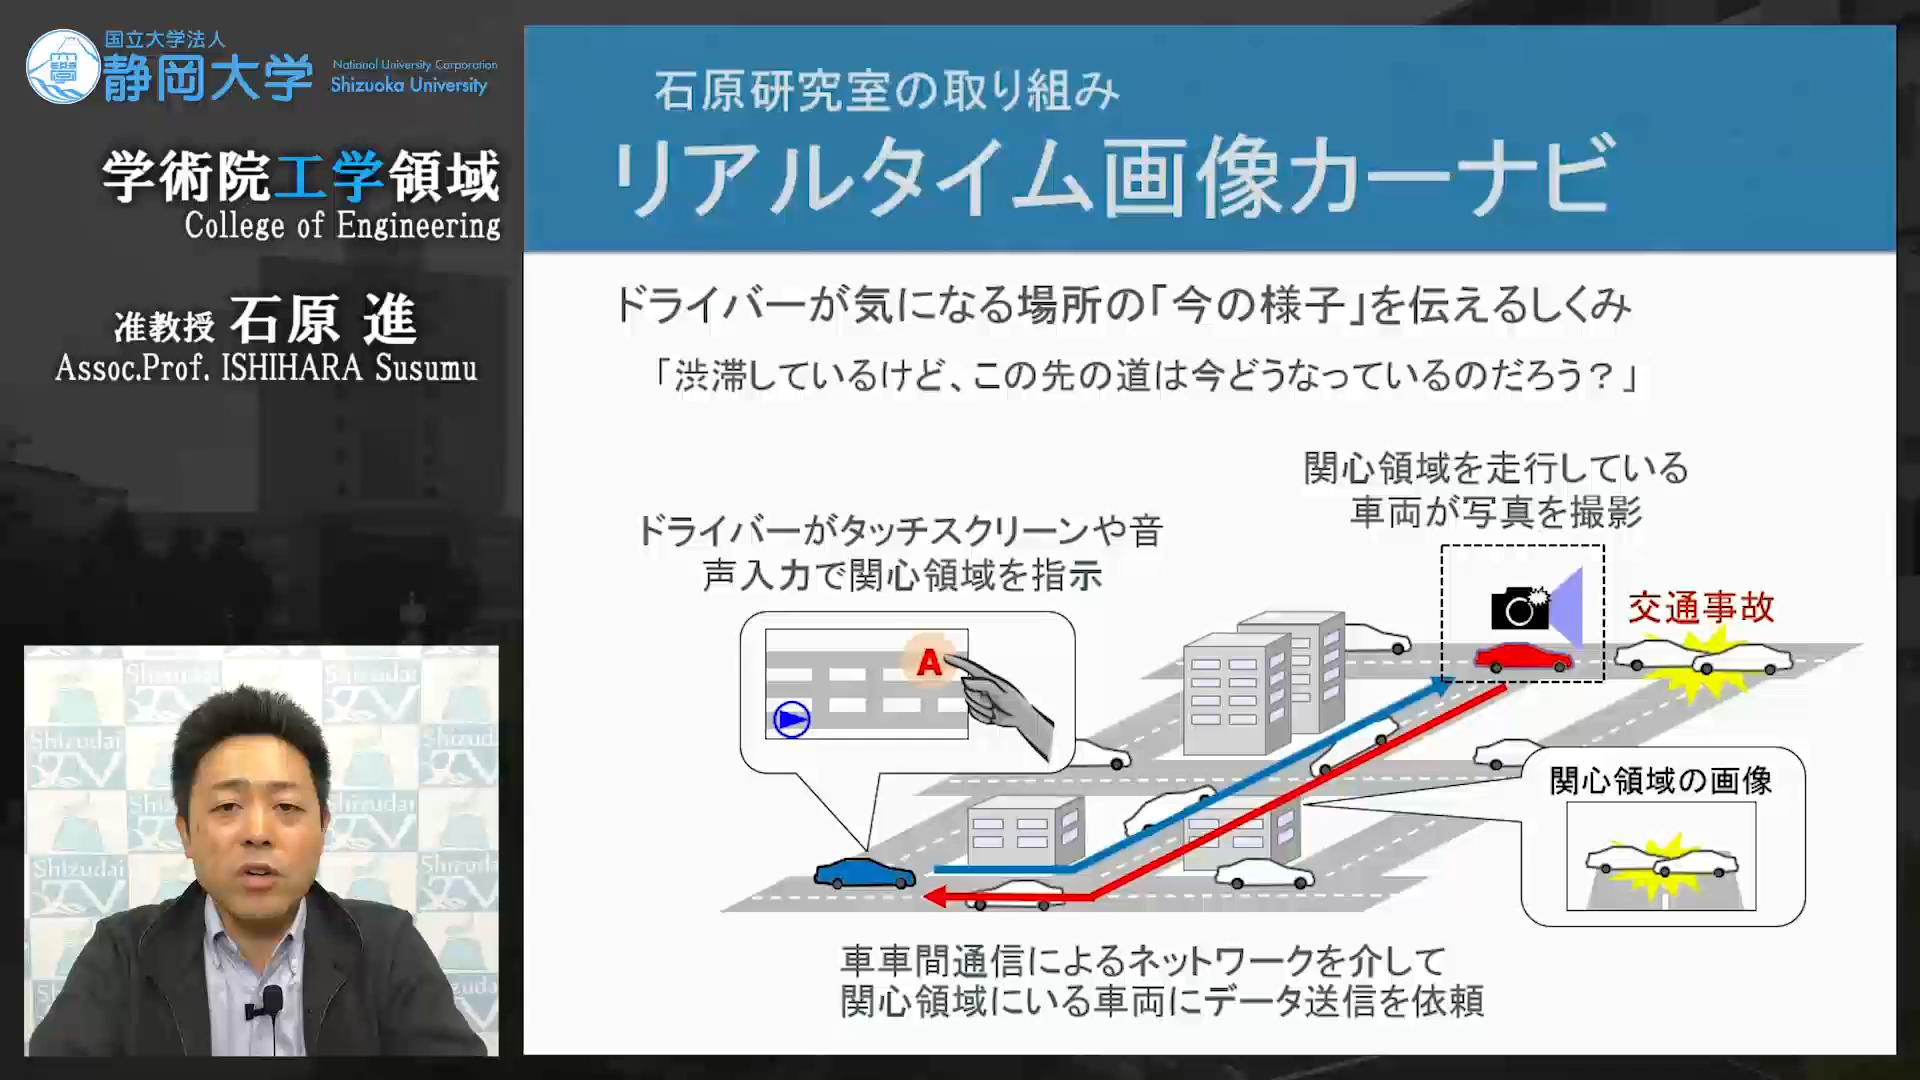 国立大学法人
静岡大学
National University Corporation
Shizuoka University
学術院工学領域
College of Engineering
准教授 石原 進
Assoc.Prof. ISHIHARA Susumu
石原研究室の取り組み
リアルタイム画像カーナビ
ドライバーが気になる場所の「今の様子」を伝えるしくみ
「渋滞しているけど、この先の道は今どうなっているのだろう？」
関心領域を走行している
車両が写真を撮影
ドライバーがタッチスクリーンや音
声入力で関心領域を指示
A
交通事故
関心領域の画像
車車間通信によるネットワークを介して
関心領域にいる車両にデータ送信を依頼
Shizudai
TV